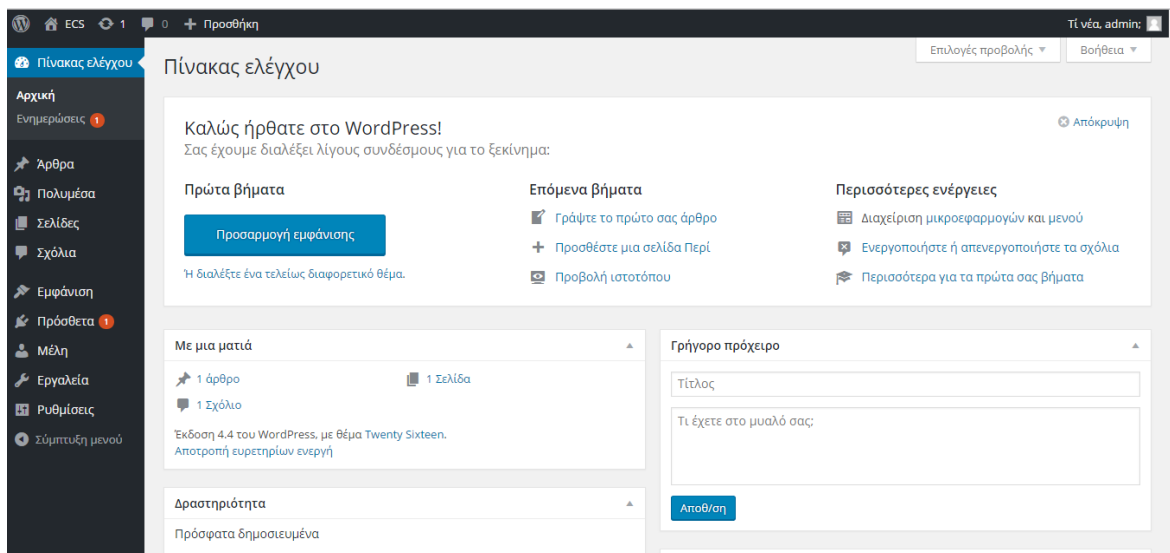 ECS 1 0 Προσθήκη Τί νέα, admin;
Πίνακας ελέγχου
Αρχική
Ενημερώσεις 1
Άρθρα
Πολυμέσα
Σελίδες
Σχόλια
Εμφάνιση
Πρόσθετα 1
Μέλη
Εργαλεία
Ρυθμίσεις
Σύμπτυξη μενού
Επιλογές προβολής Βοήθεια
Πίνακας ελέγχου
Καλώς ήρθατε στο WordPress!
Απόκρυψη
Σας έχουμε διαλέξει λίγους συνδέσμους για το ξεκίνημα:
Πρώτα βήματα
Προσαρμογή εμφάνισης
Ή διαλέξτε ένα τελείως διαφορετικό θέμα.
Επόμενα βήματα
Γράψτε το πρώτο σας άρθρο
Προσθέστε μια σελίδα Περί
Προβολή ιστοτόπου
Περισσότερες ενέργειες
Διαχείριση μικροεφαρμογών και μενού
Ενεργοποιήστε ή απενεργοποιήστε τα σχόλια
Περισσότερα για τα πρώτα σας βήματα
Με μια ματιά
1 άρθρο 1 Σελίδα
1 Σχόλιο
Έκδοση 4.4 του WordPress, με θέμα Twenty Sixteen.
Αποτροπή ευρετηρίων ενεργή
Δραστηριότητα
Πρόσφατα δημοσιευμένα
Γρήγορο πρόχειρο
Τίτλος
Τι έχετε στο μυαλό σας;
Αποθ/ση